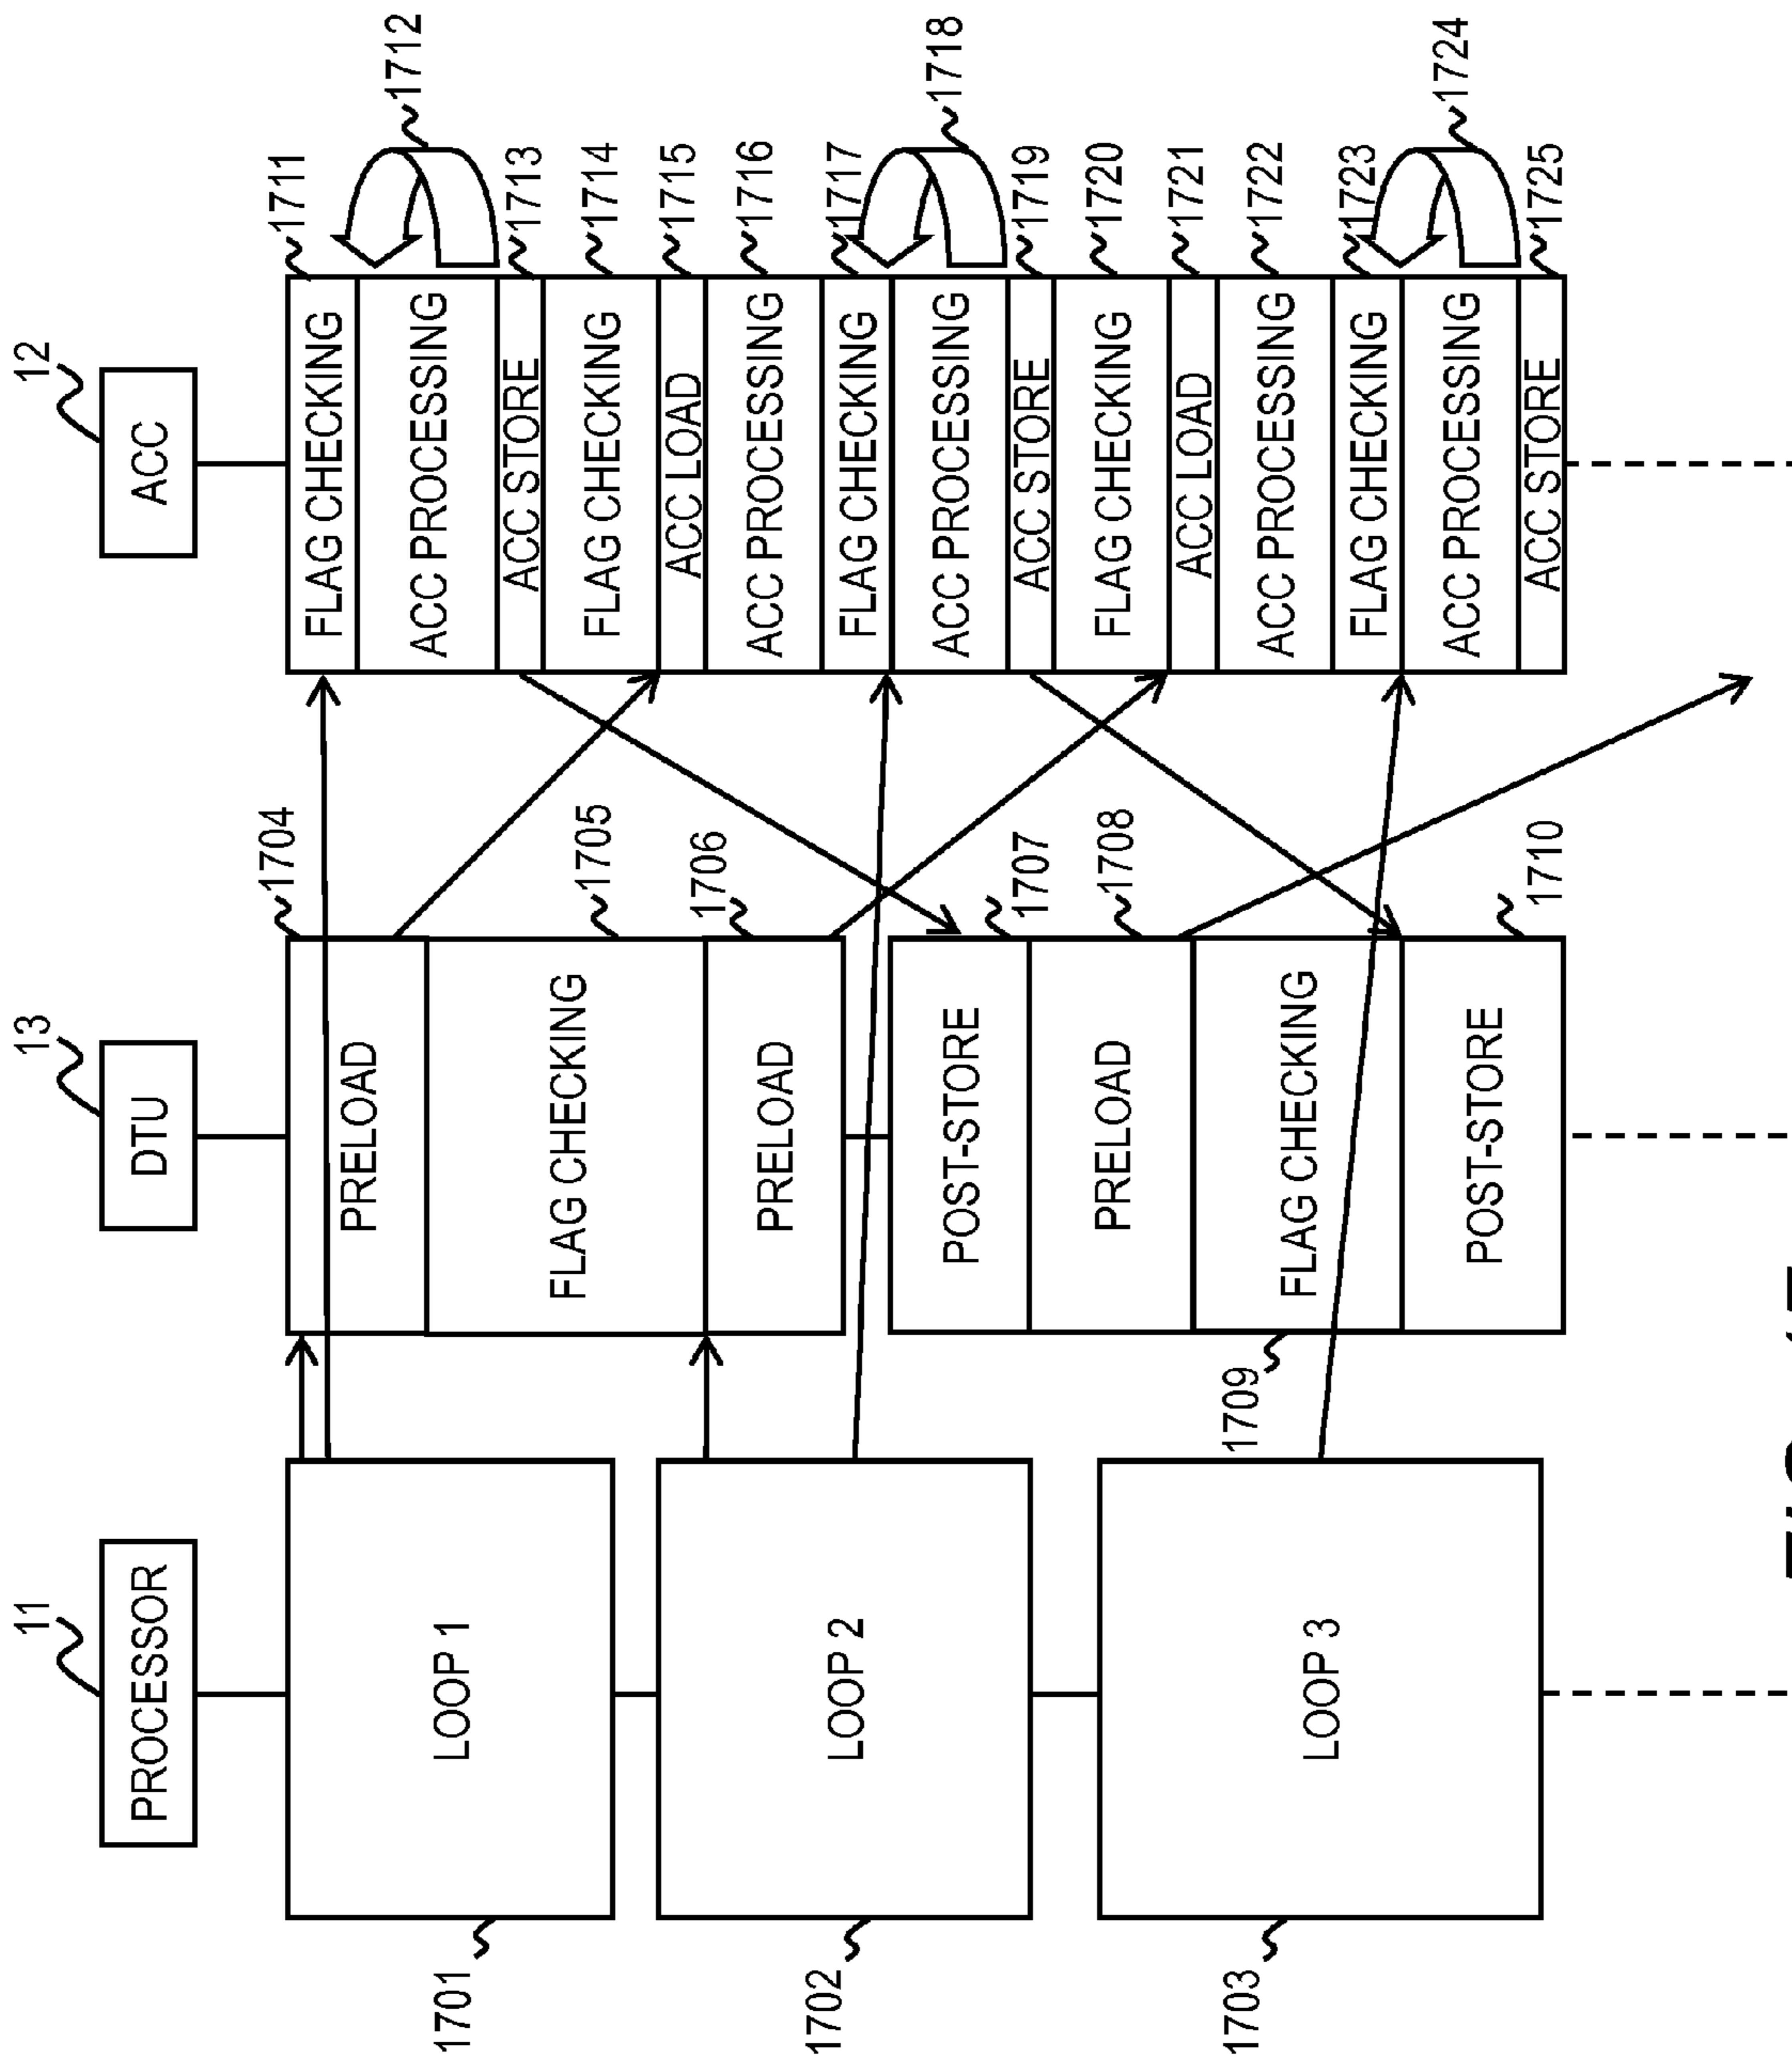 11
PROCESSOR
LOOP 1
1701
LOOP 2
1702
LOOP 3
1703
13
DTU
PRELOAD
1704
FLAG CHECKING
1705
PRELOAD
1706
POST-STORE
1707
PRELOAD
1708
FLAG CHECKING
1709
POST-STORE
1710
12
ACC
FLAG CHECKING
1711
ACC PROCESSING
1712
ACC STORE
1713
FLAG CHECKING
1714
ACC LOAD
1715
ACC PROCESSING
1716
FLAG CHECKING
1717
ACC PROCESSING
1718
ACC STORE
1719
FLAG CHECKING
1720
ACC LOAD
1721
ACC PROCESSING
1722
FLAG CHECKING
1723
ACC PROCESSING
1724
ACC STORE
1725